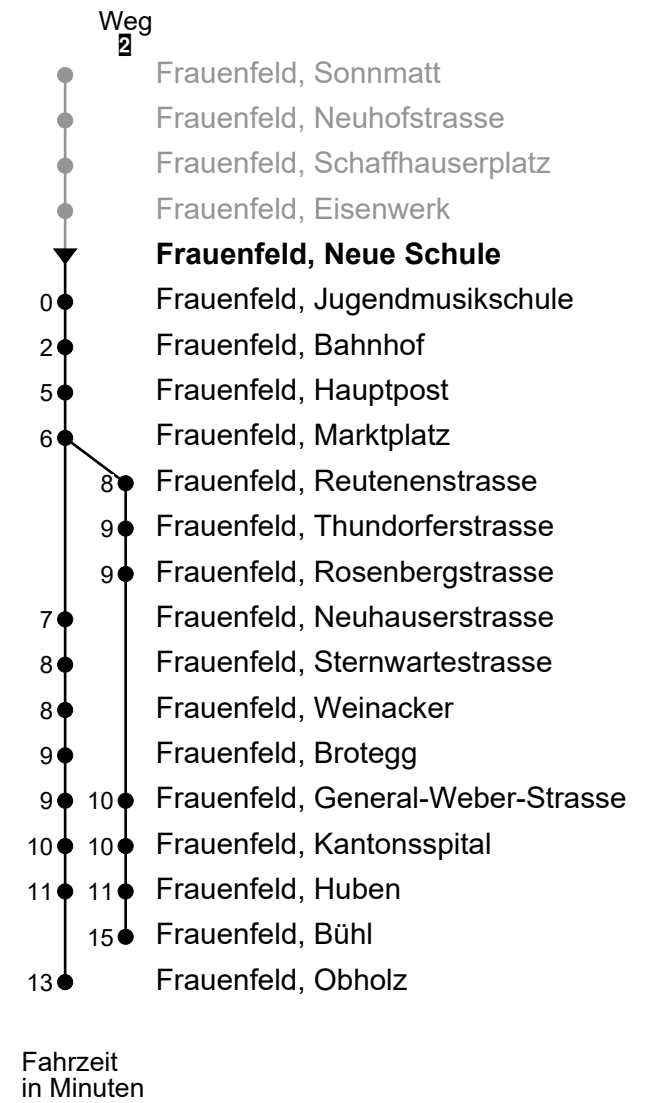 Weg
2
Frauenfeld, Sonnmatt
Frauenfeld, Neuhofstrasse
Frauenfeld, Schaffhauserplatz
Frauenfeld, Eisenwerk
Frauenfeld, Neue Schule
0 Frauenfeld, Jugendmusikschule
2 Frauenfeld, Bahnhof
5 Frauenfeld, Hauptpost
6 Frauenfeld, Marktplatz
8 Frauenfeld, Reutenenstrasse
9 Frauenfeld, Thundorferstrasse
9 Frauenfeld, Rosenbergstrasse
7 Frauenfeld, Neuhauserstrasse
8 Frauenfeld, Sternwartestrasse
8 Frauenfeld, Weinacker
9 Frauenfeld, Brotegg
9 10 Frauenfeld, General-Weber-Strasse
10 10 Frauenfeld, Kantonsspital
11 11 Frauenfeld, Huben
15 Frauenfeld, Bühl
13 Frauenfeld, Obholz
Fahrzeit
in Minuten